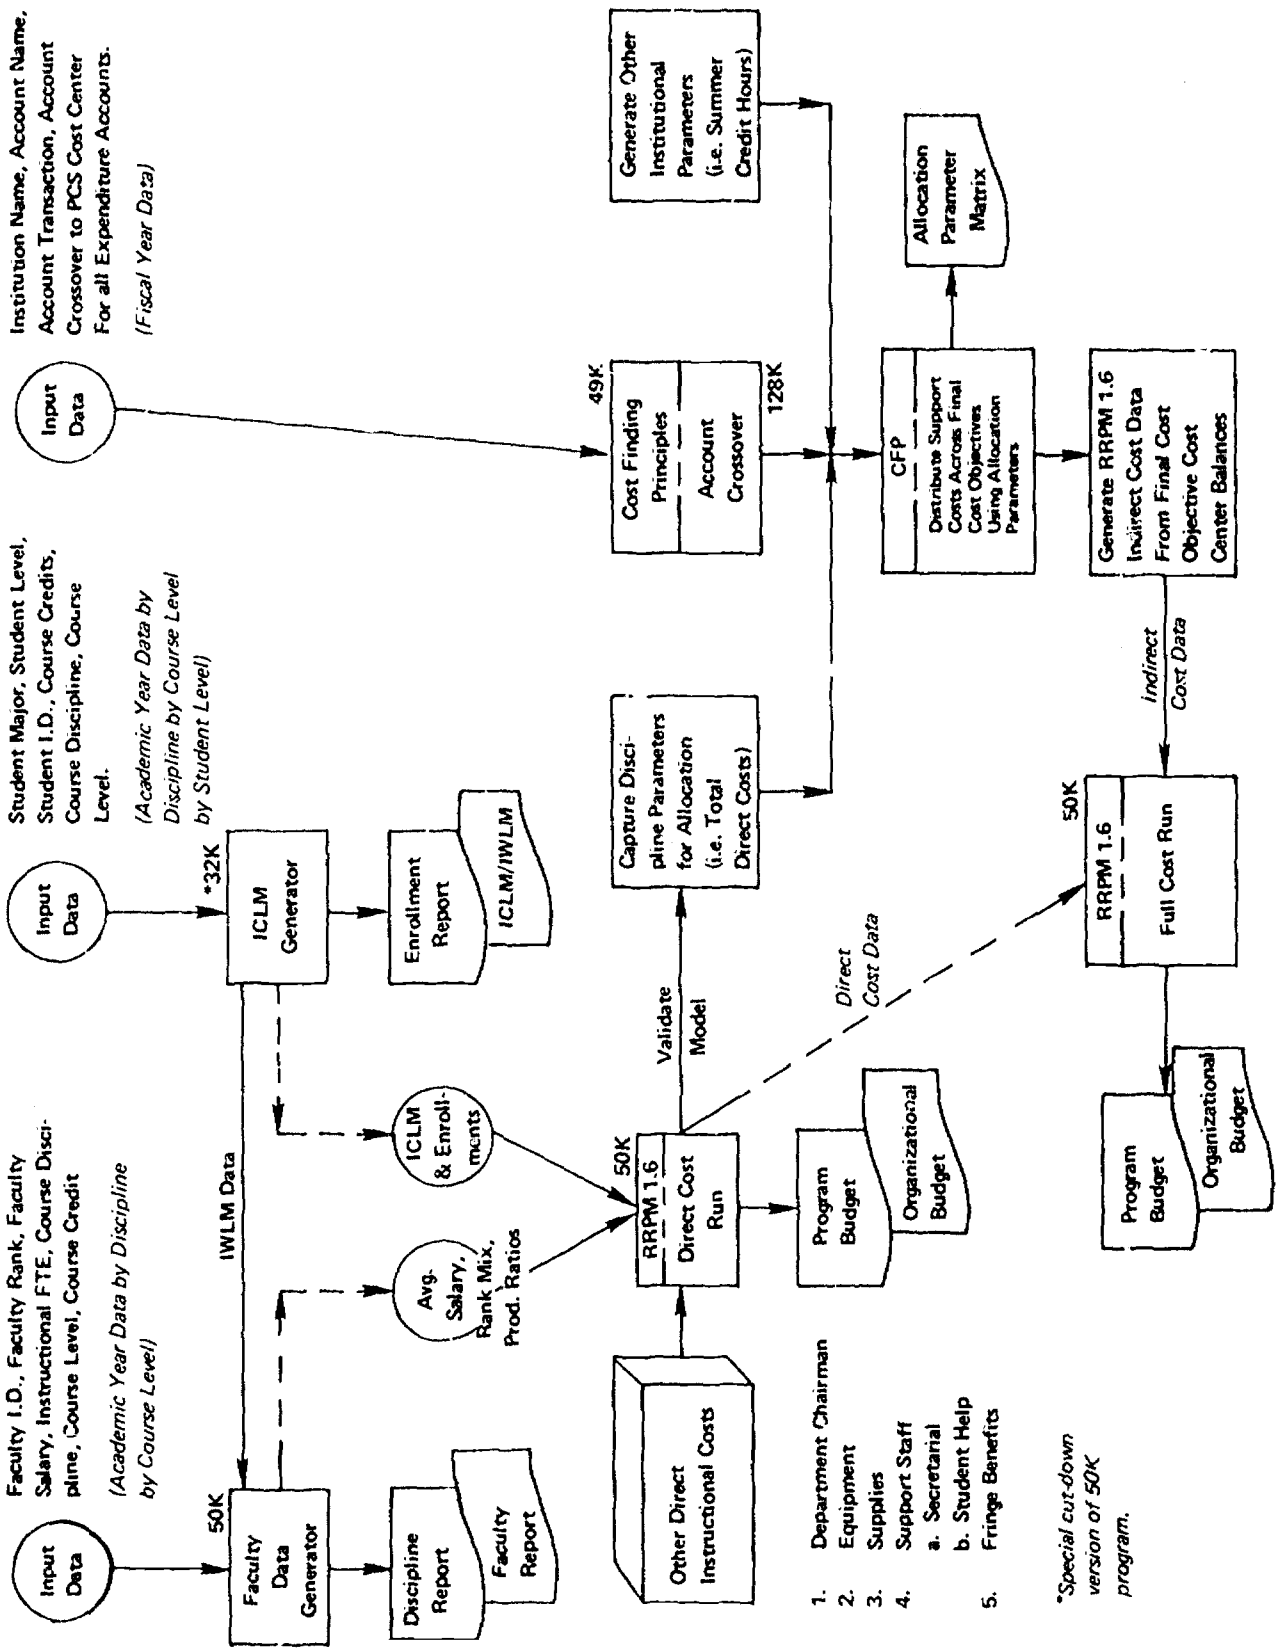 Input
Data
Faculty I.D., Faculty Rank, Faculty
Salary, Instructional FTE, Course Disci-
pline, Course Level, Course Credit
(Academic Year Data by Discipline
by Course Level)
50K
Faculty
Data
Generator
Discipline
Report
Faculty
Report
IWLM Data
Input
Data
Student Major, Student Level,
Student I.D., Course Credits,
Course Discipline, Course
Level.
(Academic Year Data by
Discipline by Course Level
by Student Level)
*32K
ICLM
Generator
Enrollment
Report
ICLM/IWLM
Input
Data
Institution Name, Account Name,
Account Transaction, Account
Crossover to PCS Cost Center
For all Expenditure Accounts.
(Fiscal Year Data)
Avg.
Salary,
Rank Mix,
Prod. Ratios
ICLM
& Enroll-
ments
Other Direct
Instructional Costs
50K
RRPM 1.6
Direct Cost
Run
Validate
Model
Capture Disci-
pline Parameters
for Allocation
(i.e. Total
Direct Costs)
49K
Cost Finding
Principles
Account
Crossover
128K
Generate Other
Institutional
Parameters
(i.e. Summer
Credit Hours)
1. Department Chairman
2. Equipment
3. Supplies
4. Support Staff
a. Secretarial
b. Student Help
5. Fringe Benefits
Program
Budget
Organizational
Budget
Direct
Cost Data
CFP
Distribute Support
Costs Across Final
Cost Objectives
Using Allocation
Parameters
Allocation
Parameter
Matrix
Generate RRPM 1.6
Indirect Cost Data
From Final Cost
Objective Cost
Center Balances
Indirect
Cost Data
50K
RRPM 1.6
Full Cost Run
Program
Budget
Organizational
Budget
*Special cut-down
version of 50K
program.